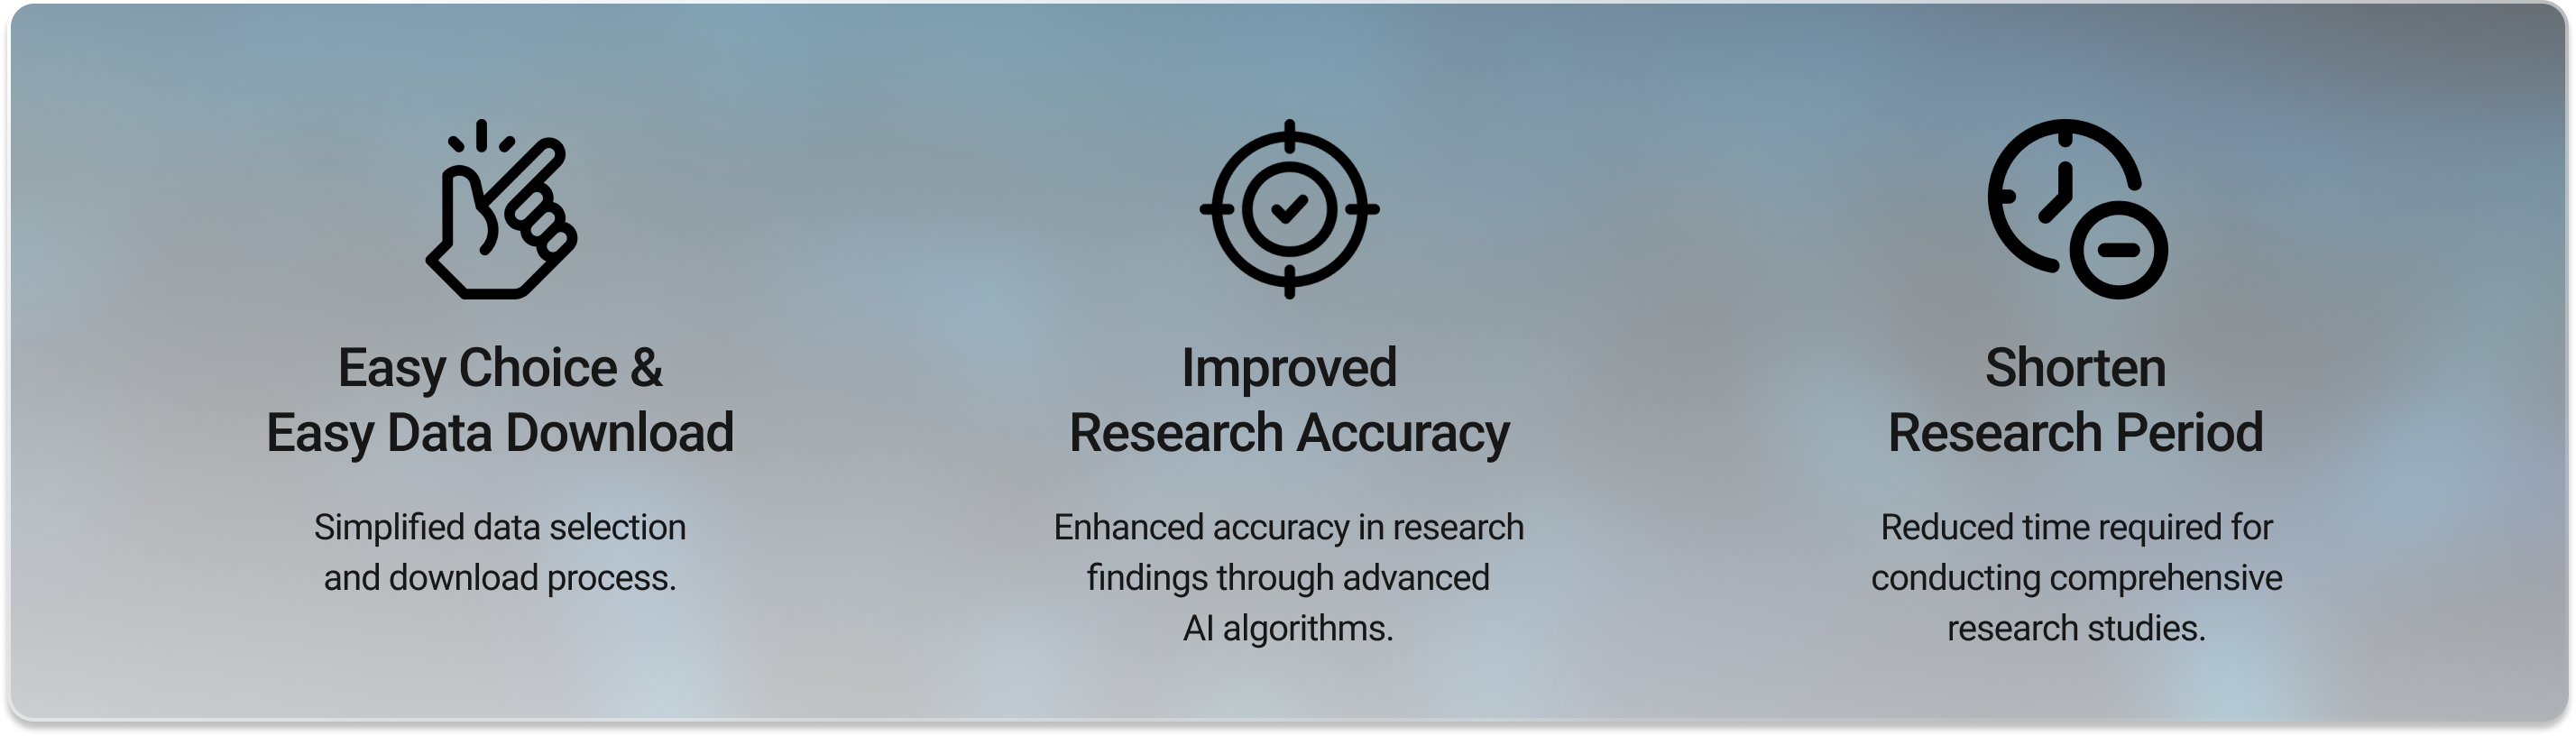 Easy Choice &
Easy Data Download
Simplified data selection
and download process.
Improved
Research Accuracy
Enhanced accuracy in research
findings through advanced
AI algorithms.
Shorten
Research Period
Reduced time required for
conducting comprehensive
research studies.